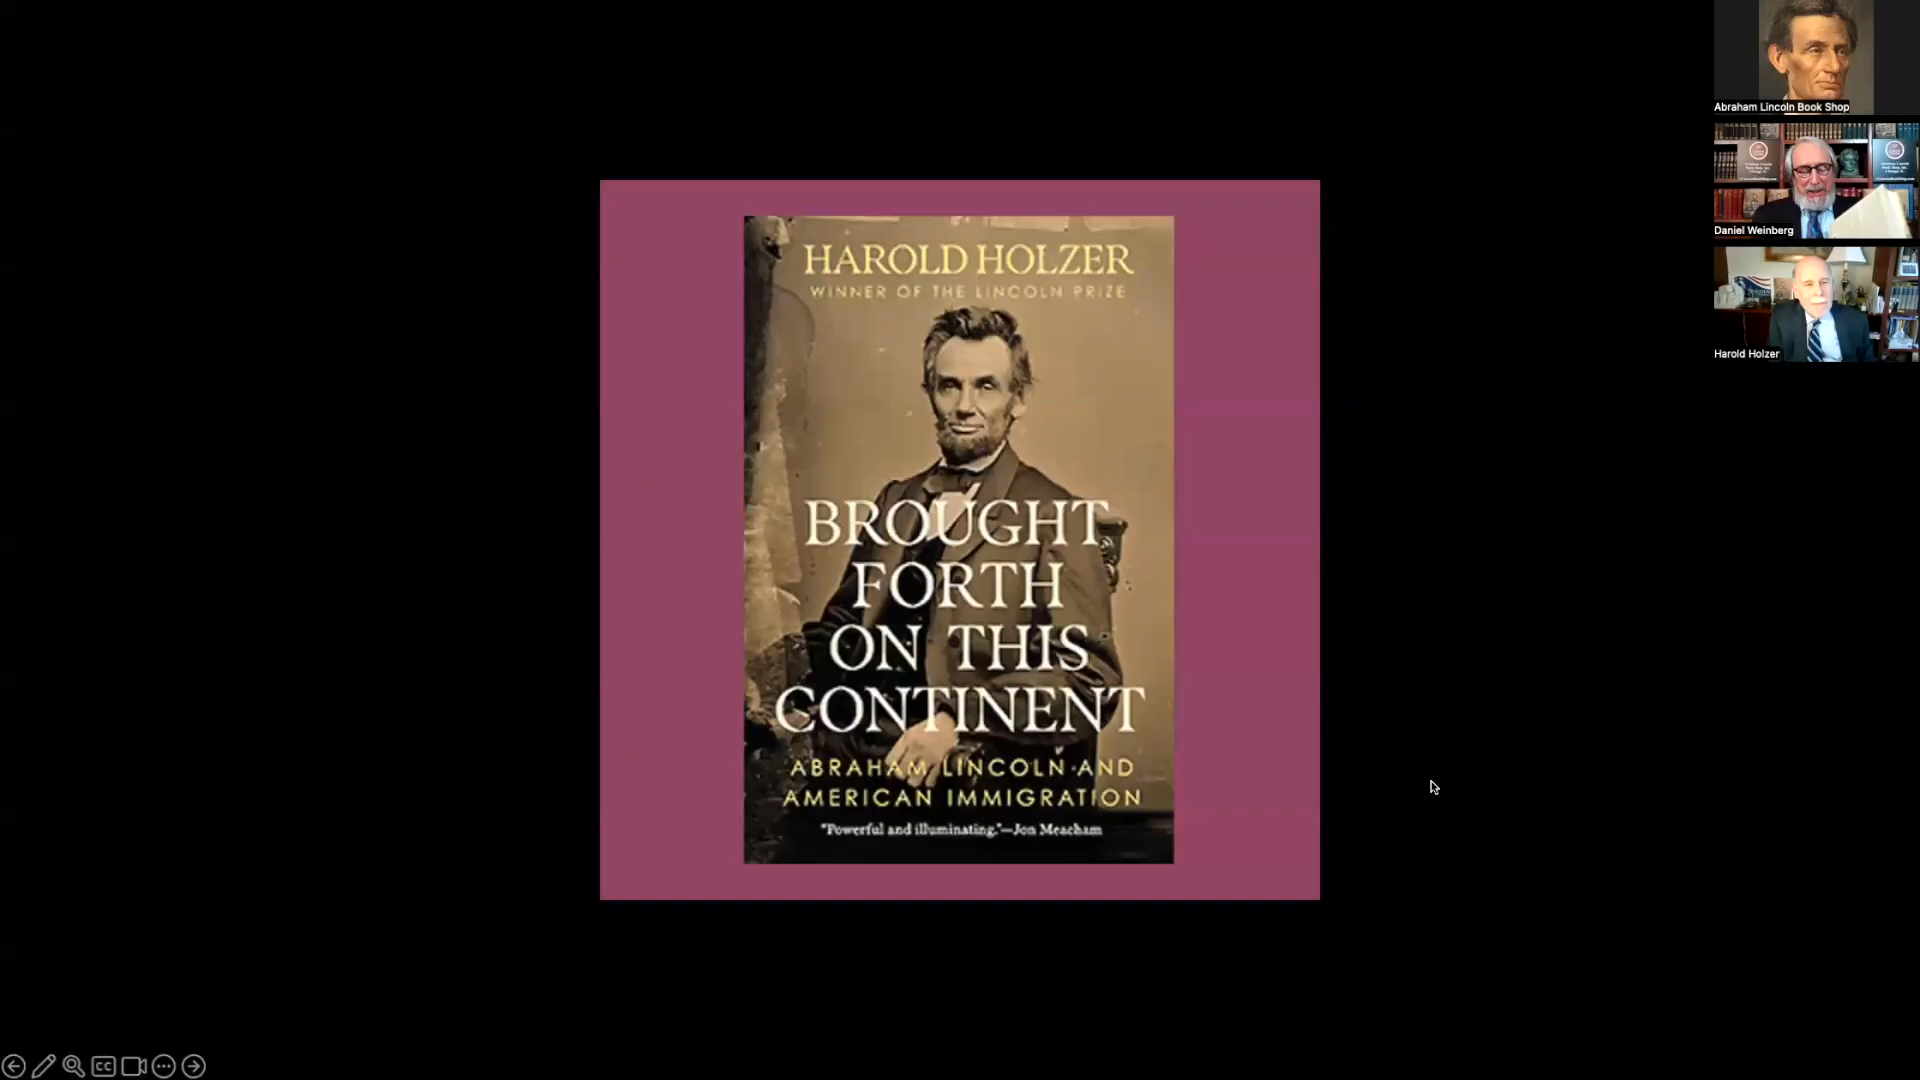 HAROLD HOLZER
WINNER OF THE LINCOLN PRIZE
BROUGHT
FORTH
ON THIS
CONTINENT
ABRAHAM LINCOLN AND
AMERICAN IMMIGRATION
"Powerful and illuminating."—Jon Meacham
Abraham Lincoln Book Shop
Daniel Weinberg
Harold Holzer
CC